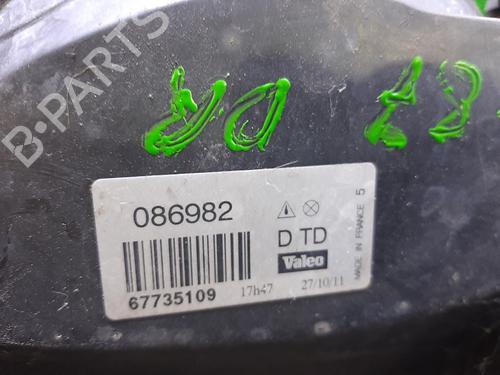 B-PARTS
086982
D TD
Valeo
67735109
17h47
27/10/11
MADE IN FRANCE 5